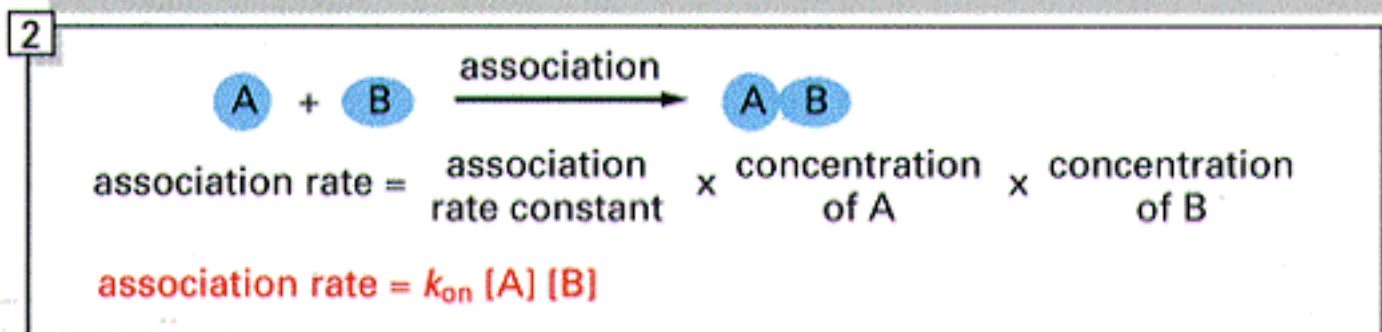 2
association
A + B A B
association rate = association rate constant x concentration of A x concentration of B
association rate = kon [A] [B]